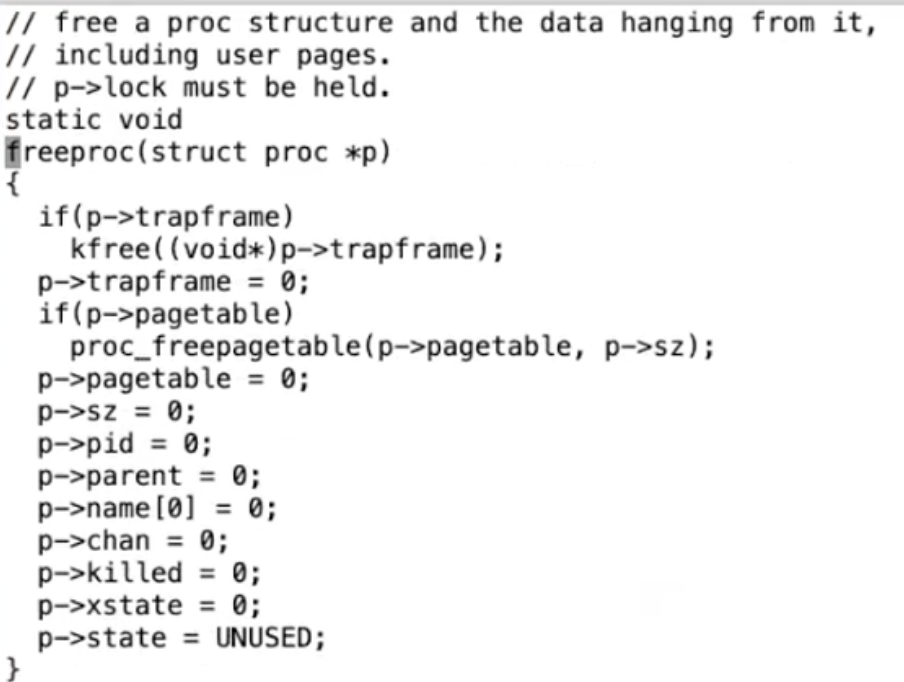 // free a proc structure and the data hanging from it,
// including user pages.
// p->lock must be held.
static void
freeproc(struct proc *p)
{
  if(p->trapframe)
    kfree((void*)p->trapframe);
  p->trapframe = 0;
  if(p->pagetable)
    proc_freepagetable(p->pagetable, p->sz);
  p->pagetable = 0;
  p->sz = 0;
  p->pid = 0;
  p->parent = 0;
  p->name[0] = 0;
  p->chan = 0;
  p->killed = 0;
  p->xstate = 0;
  p->state = UNUSED;
}